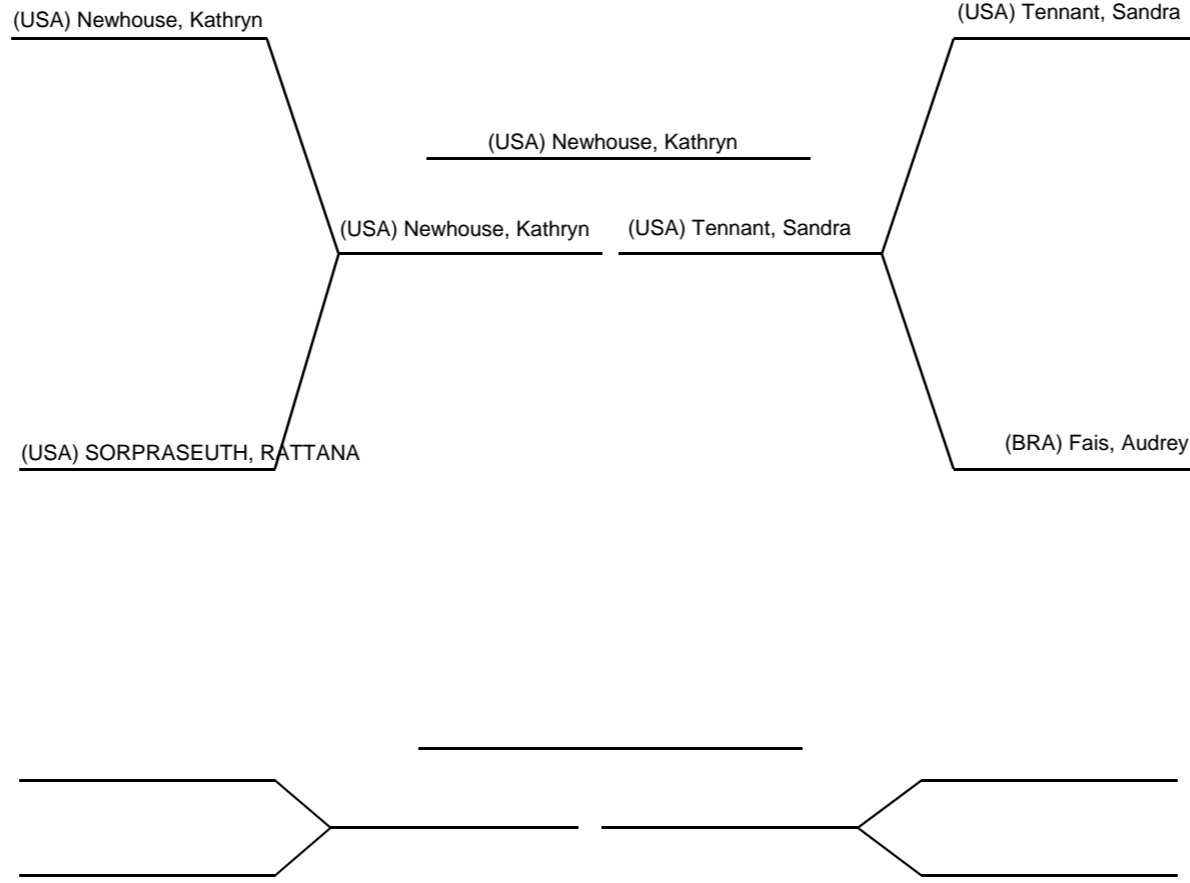 (USA) Newhouse, Kathryn
(USA) Tennant, Sandra
(USA) Newhouse, Kathryn
(USA) Newhouse, Kathryn
(USA) Tennant, Sandra
(USA) SORPRASEUTH, RATTANA
(BRA) Fais, Audrey